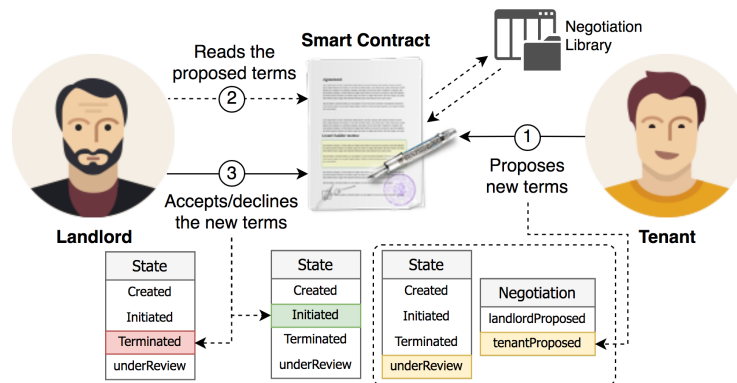 Reads the
proposed terms
2
Smart Contract
Negotiation
Library
Agreement
1
Proposes
new terms
3
Accepts/declines
the new terms
Landlord
Tenant
State
Created
Initiated
Terminated
underReview
State
Created
Initiated
Terminated
underReview
State
Created
Initiated
Terminated
underReview
Negotiation
landlordProposed
tenantProposed